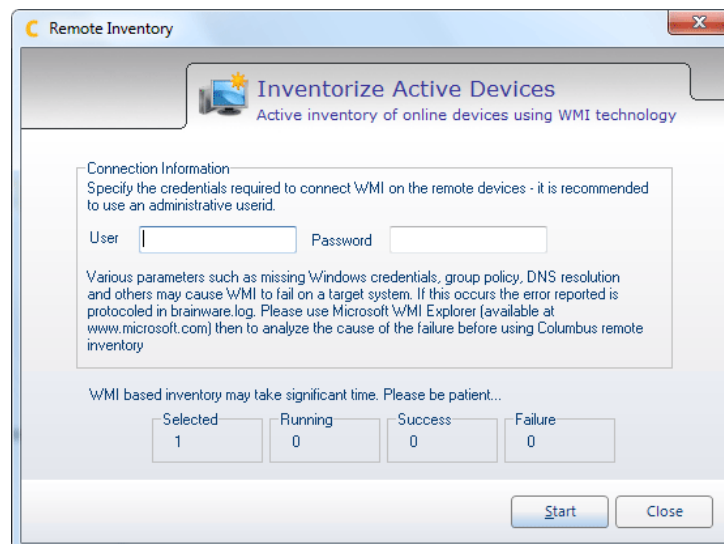 Remote Inventory
Inventorize Active Devices
Active inventory of online devices using WMI technology
Connection Information
Specify the credentials required to connect WMI on the remote devices - it is recommended
to use an administrative userid.
User Password
Various parameters such as missing Windows credentials, group policy, DNS resolution
and others may cause WMI to fail on a target system. If this occurs the error reported is
protocoled in brainware.log. Please use Microsoft WMI Explorer (available at
www.microsoft.com) then to analyze the cause of the failure before using Columbus remote
inventory
WMI based inventory may take significant time. Please be patient...
Selected Running Success Failure
1 0 0 0
Start Close